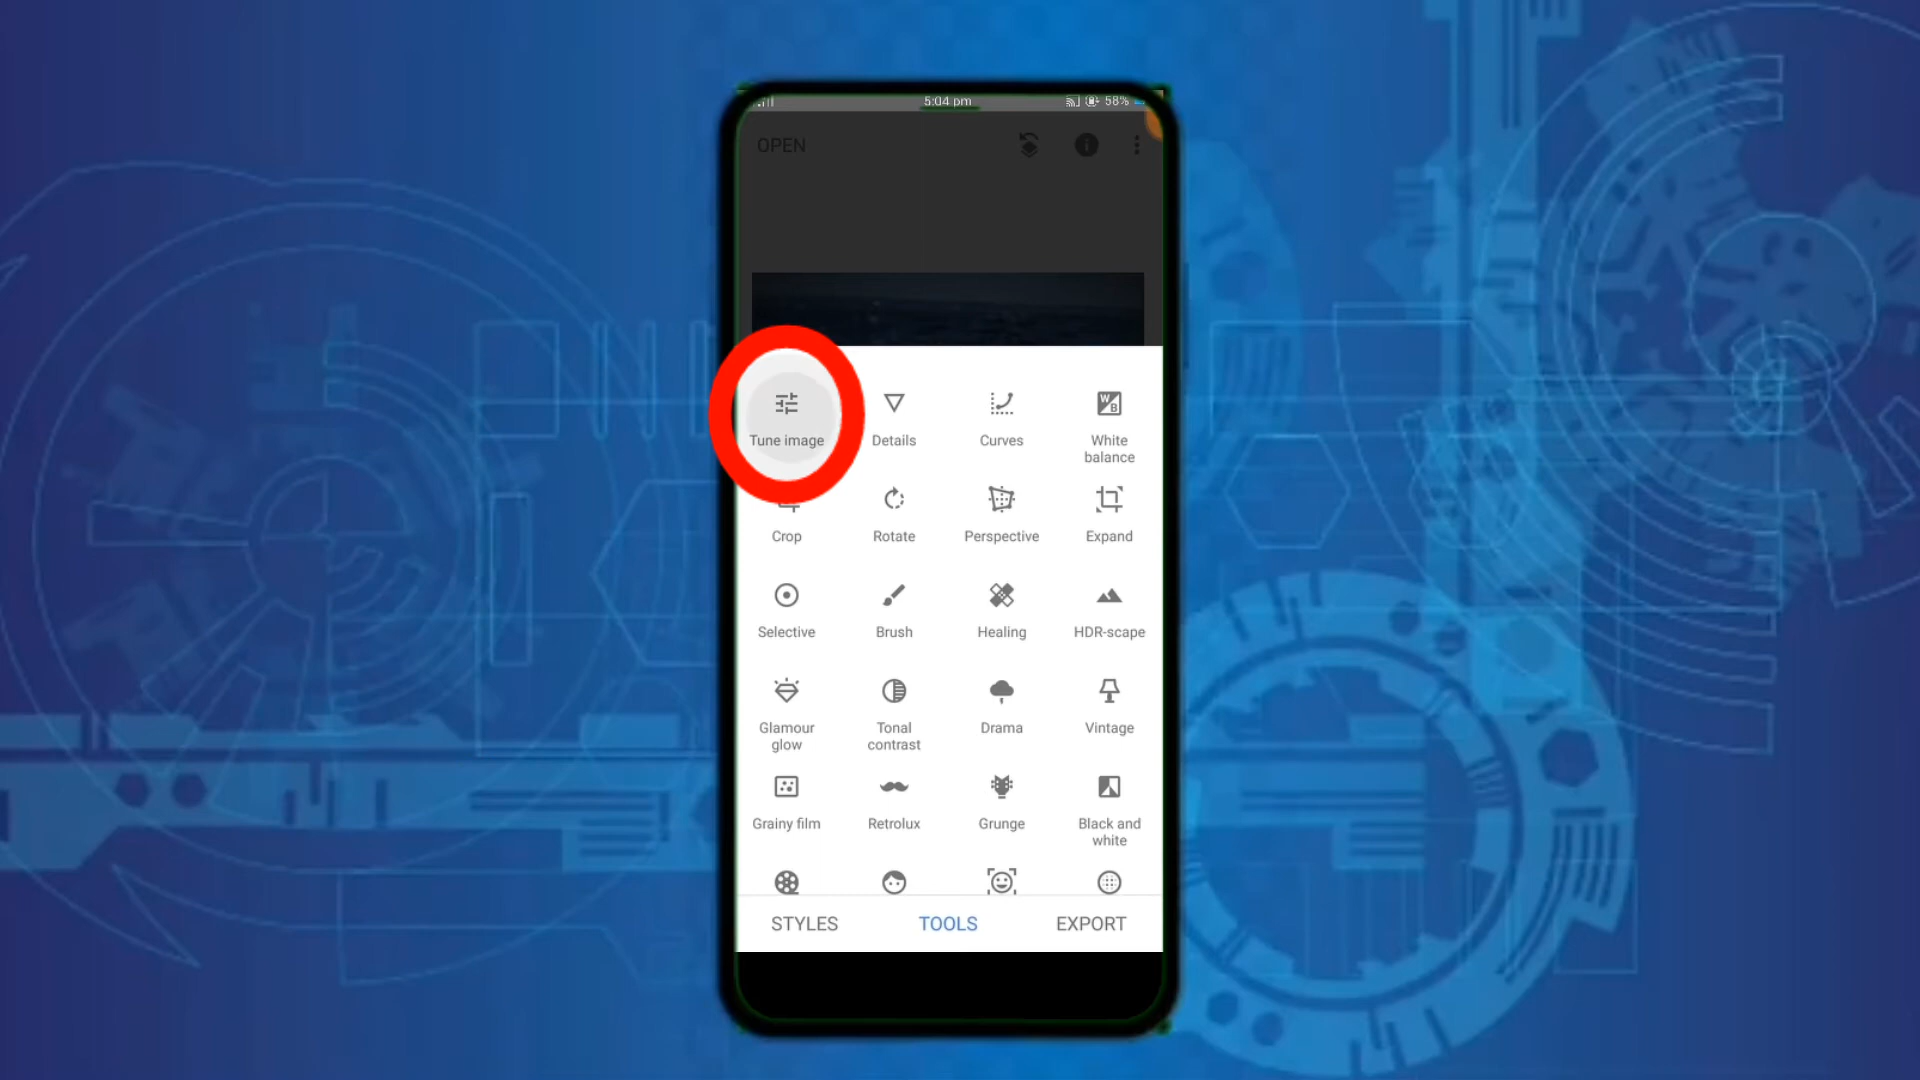 5:04 pm
58%
OPEN
Tune image
Details
Curves
White
balance
Crop
Rotate
Perspective
Expand
Selective
Brush
Healing
HDR-scape
Glamour
glow
Tonal
contrast
Drama
Vintage
Grainy film
Retrolux
Grunge
Black and
white
STYLES
TOOLS
EXPORT